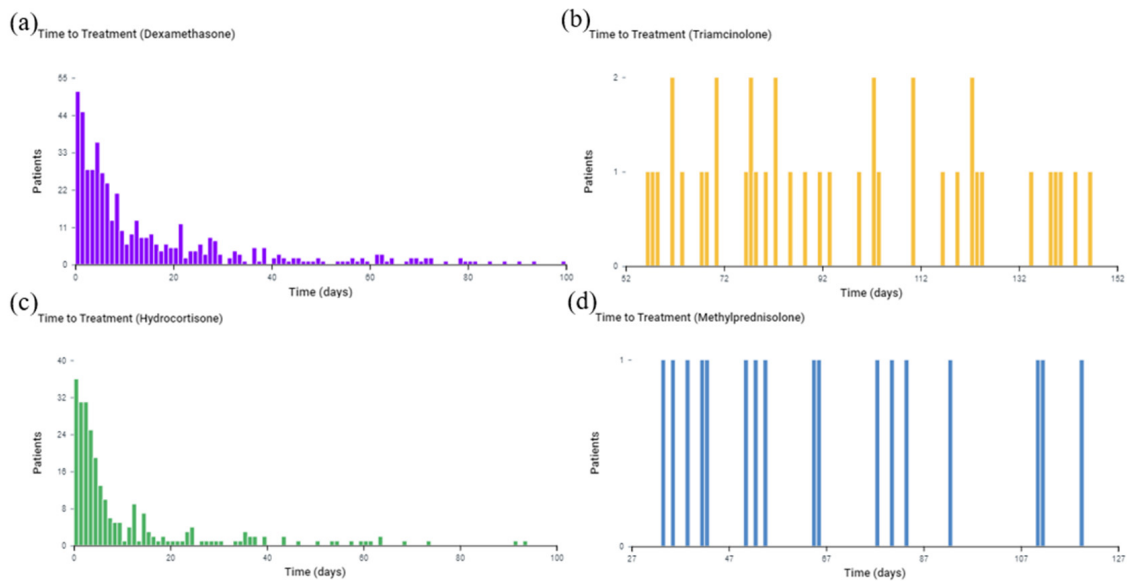 (a)
Time to Treatment (Dexamethasone)
55
44
33
22
11
0
Patients
0 20 40 60 80 100
Time (days)
(b)
Time to Treatment (Triamcinolone)
2
1
0
Patients
52 72 92 112 132 152
Time (days)
(c)
Time to Treatment (Hydrocortisone)
40
32
24
16
8
0
Patients
0 20 40 60 80 100
Time (days)
(d)
Time to Treatment (Methylprednisolone)
1
0
Patients
27 47 67 87 107 127
Time (days)